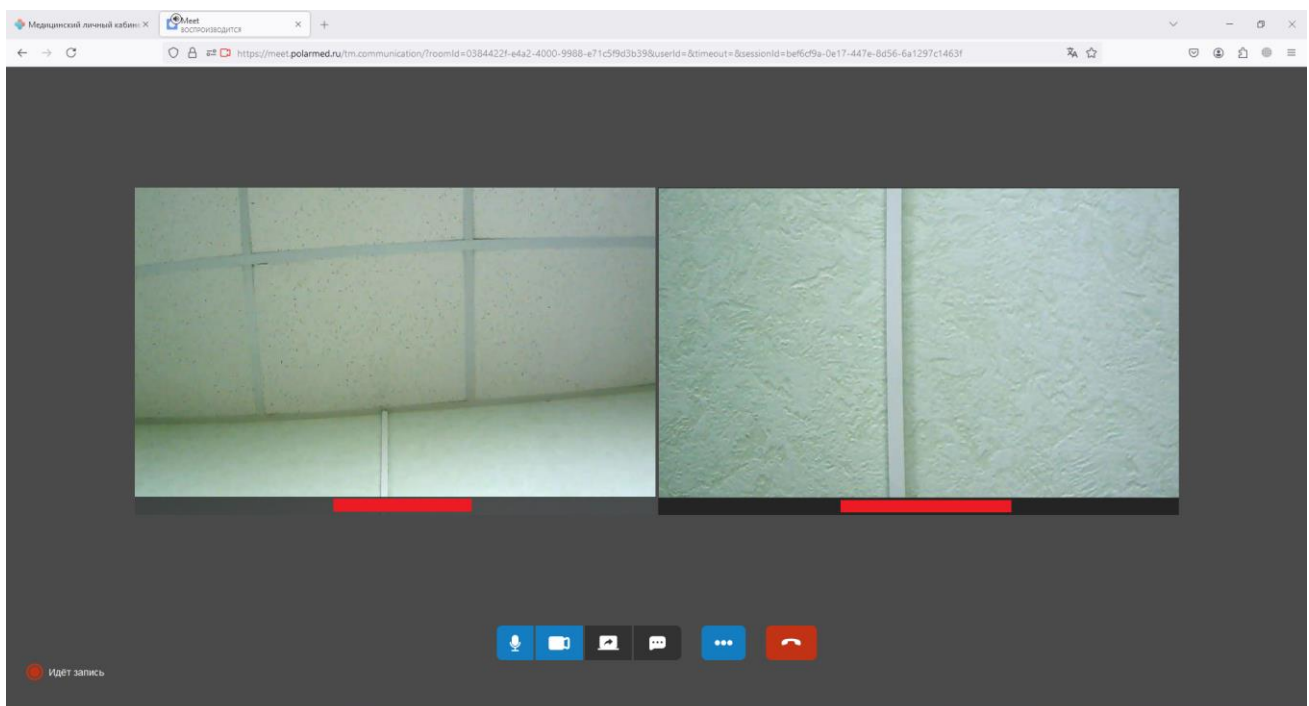 Медицинский личный кабине
Meet
ВОСПРОИЗВОДИТСЯ
https://meet.polarmed.ru/tm.communication/?roomId=0384422f-e4a2-4000-9988-e71c5f9d3b39&userId=&timeout=&sessionId=bef6cf9a-0e17-447e-8d56-6a1297c1463f
Идёт запись